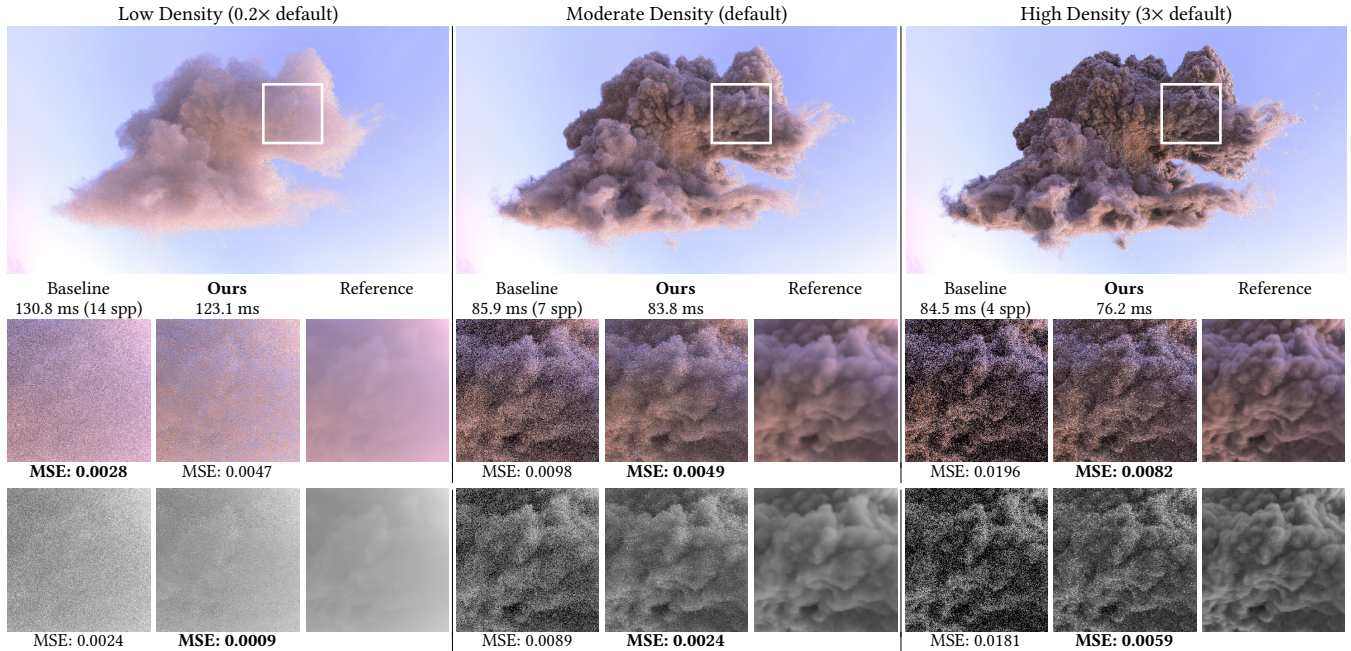 Low Density (0.2× default)
Moderate Density (default)
High Density (3× default)
Baseline
130.8 ms (14 spp)
Ours
123.1 ms
Reference
Baseline
85.9 ms (7 spp)
Ours
83.8 ms
Reference
Baseline
84.5 ms (4 spp)
Ours
76.2 ms
Reference
MSE: 0.0028
MSE: 0.0047
MSE: 0.0098
MSE: 0.0049
MSE: 0.0196
MSE: 0.0082
MSE: 0.0024
MSE: 0.0009
MSE: 0.0089
MSE: 0.0024
MSE: 0.0181
MSE: 0.0059